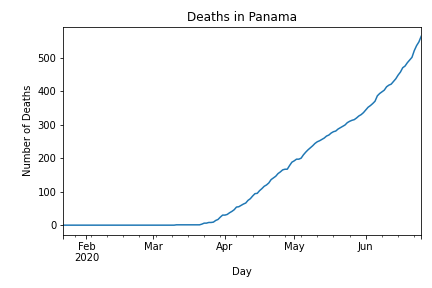 Deaths in Panama
Number of Deaths
500
400
300
200
100
0
Feb
2020
Mar
Apr
May
Jun
Day